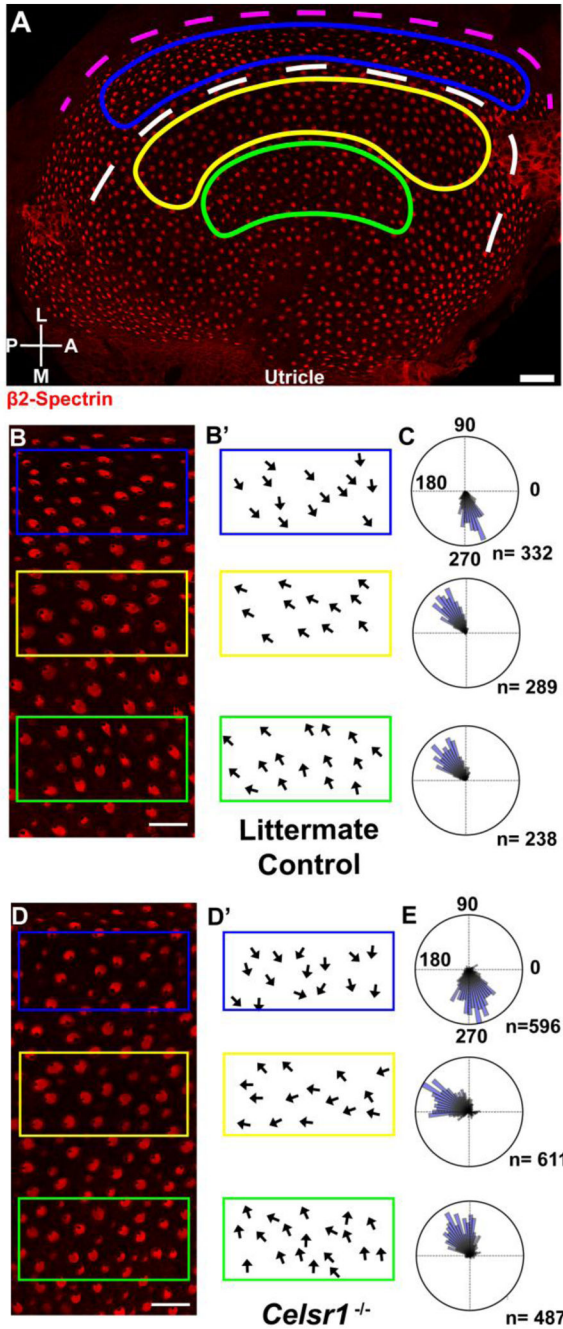 A
L
P
A
M
Utricle
β2-Spectrin
B
B'
C
90
180
0
270
n= 332
n= 289
n= 238
Littermate
Control
D
D'
E
90
180
0
270
n=596
n= 611
n= 487
Celsr1 -/-